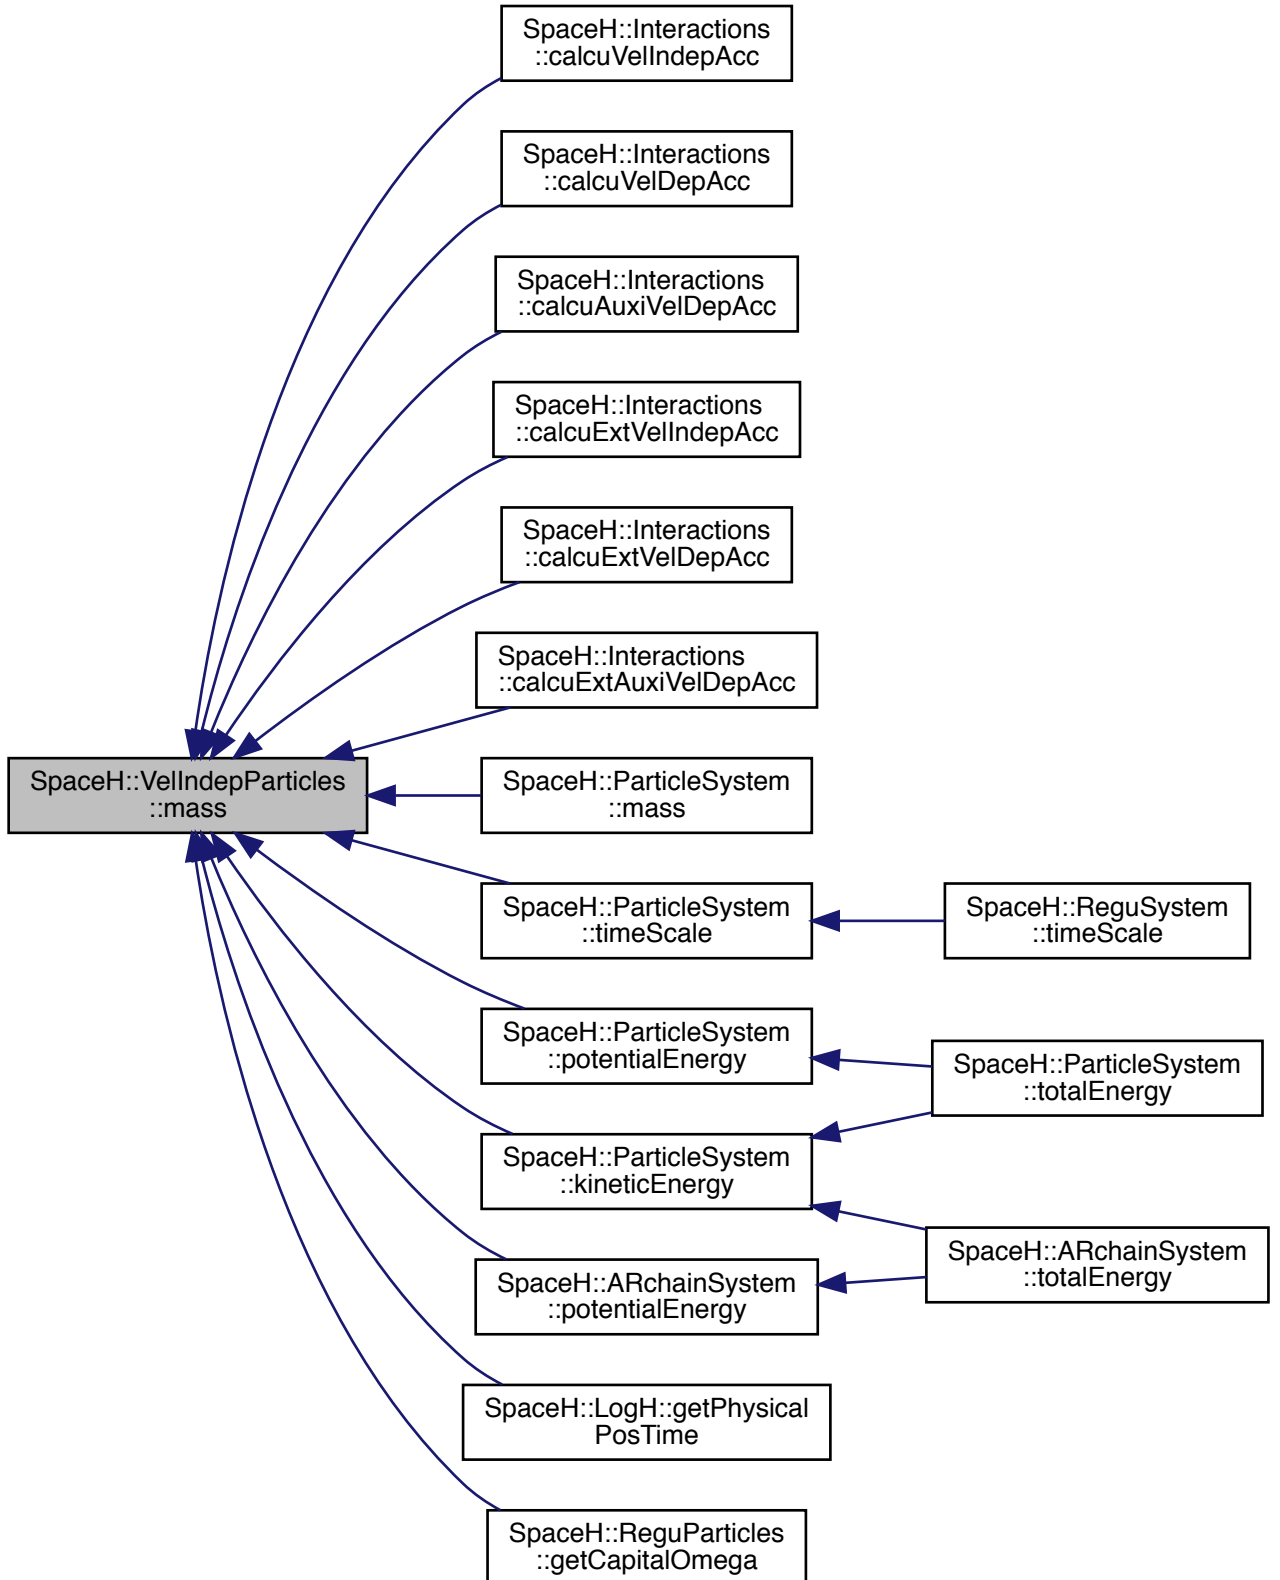 SpaceH::Interactions
::calcuVelIndepAcc
SpaceH::Interactions
::calcuVelDepAcc
SpaceH::Interactions
::calcuAuxiVelDepAcc
SpaceH::Interactions
::calcuExtVelIndepAcc
SpaceH::Interactions
::calcuExtVelDepAcc
SpaceH::Interactions
::calcuExtAuxiVelDepAcc
SpaceH::VelIndepParticles
::mass
SpaceH::ParticleSystem
::mass
SpaceH::ParticleSystem
::timeScale
SpaceH::ReguSystem
::timeScale
SpaceH::ParticleSystem
::potentialEnergy
SpaceH::ParticleSystem
::totalEnergy
SpaceH::ParticleSystem
::kineticEnergy
SpaceH::ARchainSystem
::totalEnergy
SpaceH::ARchainSystem
::potentialEnergy
SpaceH::LogH::getPhysical
PosTime
SpaceH::ReguParticles
::getCapitalOmega